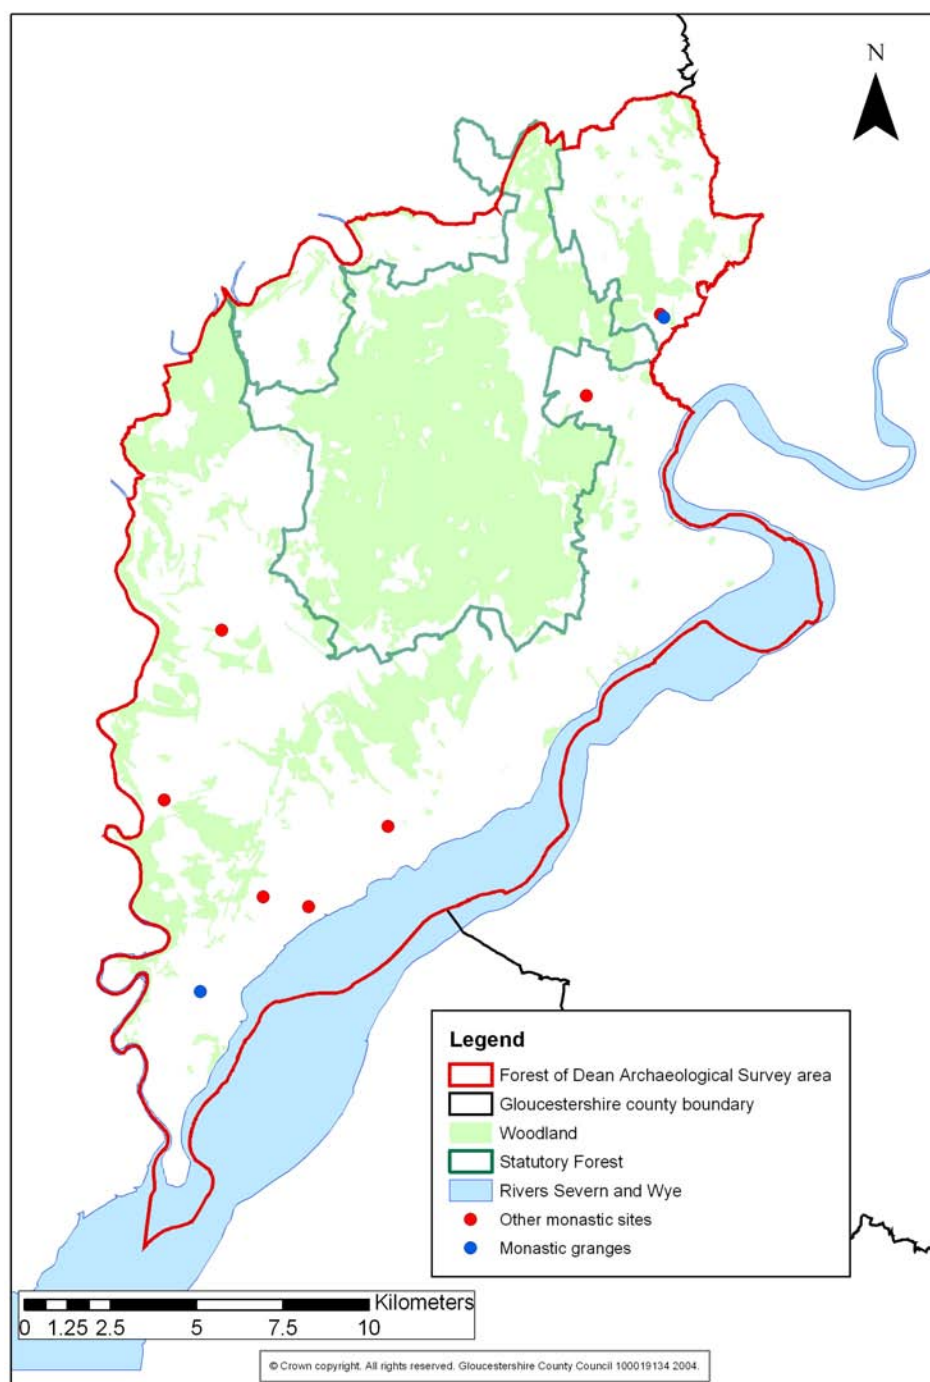 N
Legend
Forest of Dean Archaeological Survey area
Gloucestershire county boundary
Woodland
Statutory Forest
Rivers Severn and Wye
Other monastic sites
Monastic granges
Kilometers
0 1.25 2.5 5 7.5 10
© Crown copyright. All rights reserved. Gloucestershire County Council 100019134 2004.